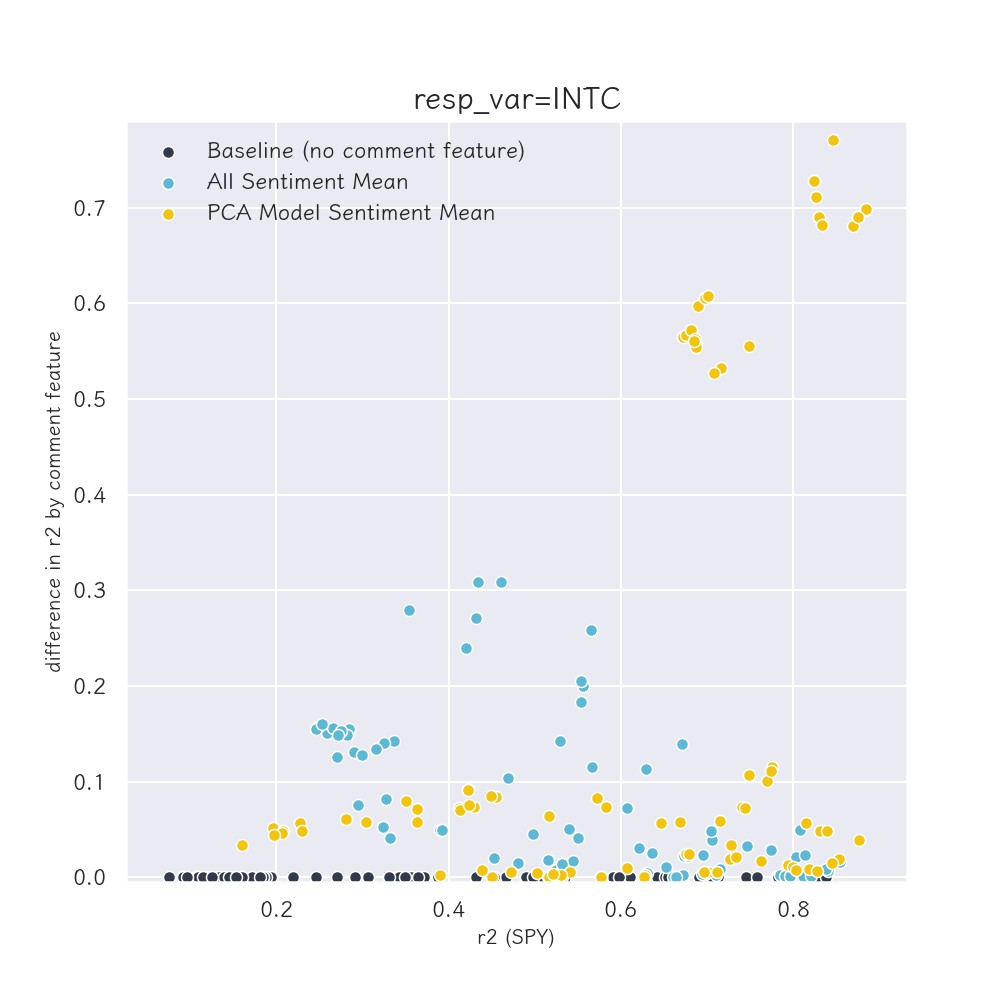 resp_var=INTC
Baseline (no comment feature)
All Sentiment Mean
PCA Model Sentiment Mean
difference in r2 by comment feature
0.7
0.6
0.5
0.4
0.3
0.2
0.1
0.0
0.2
0.4
0.6
0.8
r2 (SPY)